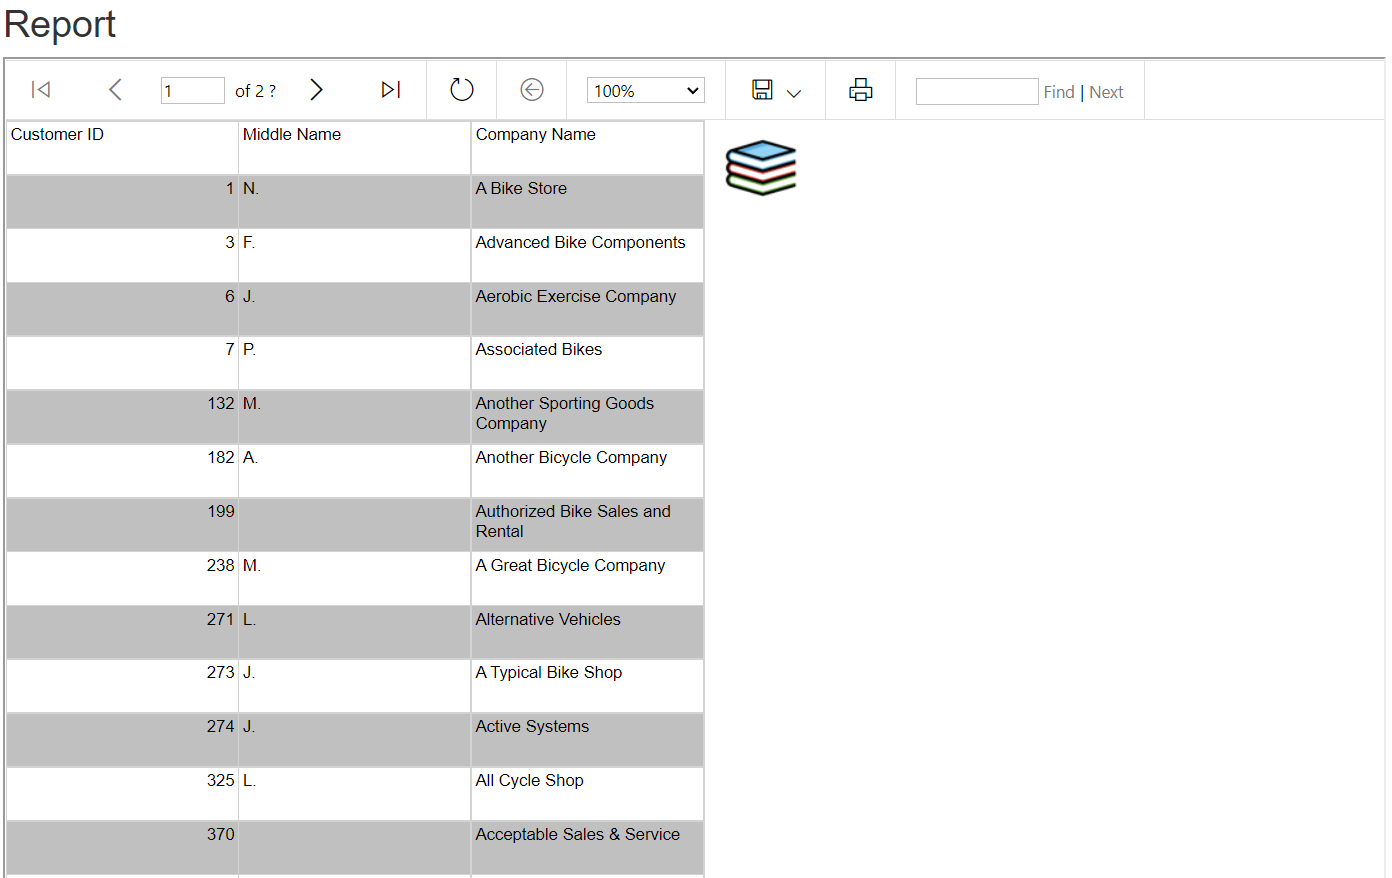 Report
1 of 2 ? 100% Find | Next
Customer ID Middle Name Company Name
1 N. A Bike Store
3 F. Advanced Bike Components
6 J. Aerobic Exercise Company
7 P. Associated Bikes
132 M. Another Sporting Goods
Company
182 A. Another Bicycle Company
199 Authorized Bike Sales and
Rental
238 M. A Great Bicycle Company
271 L. Alternative Vehicles
273 J. A Typical Bike Shop
274 J. Active Systems
325 L. All Cycle Shop
370 Acceptable Sales & Service